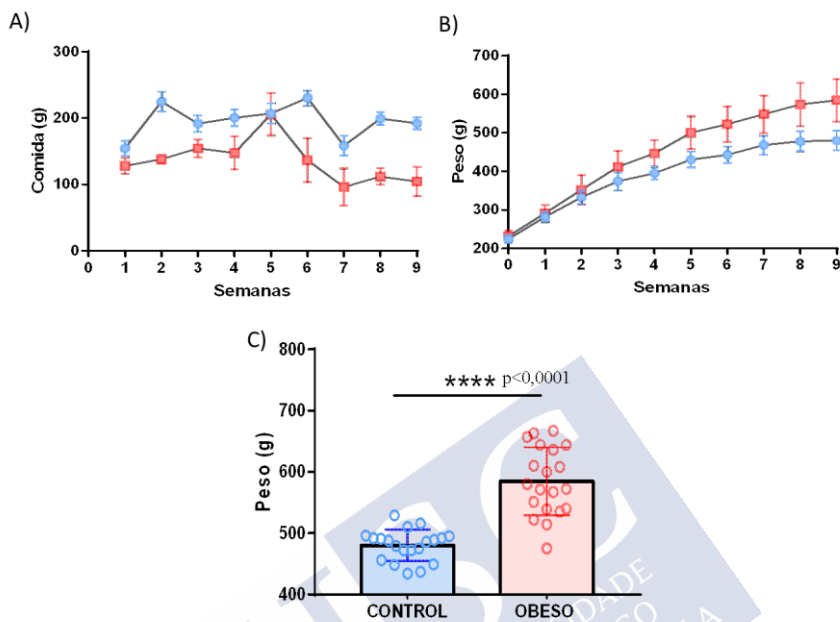 A)
300
200
100
0
Comida (g)
0 1 2 3 4 5 6 7 8 9
Semanas
B)
700
600
500
400
300
200
Peso (g)
0 1 2 3 4 5 6 7 8 9
Semanas
C)
800
700
600
500
400
Peso (g)
**** p<0,0001
CONTROL OBESO
USC